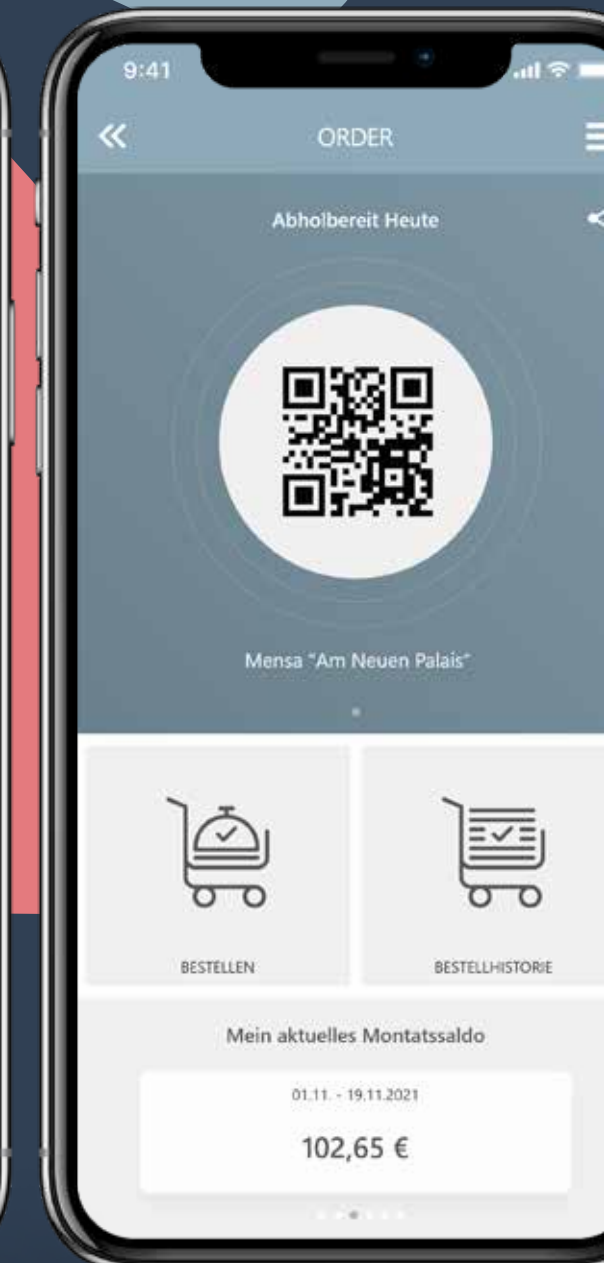 9:41
ORDER
Abholbereit Heute
Mensa "Am Neuen Palais"
BESTELLEN
BESTELLHISTORIE
Mein aktuelles Montatssaldo
01.11. - 19.11.2021
102,65 €